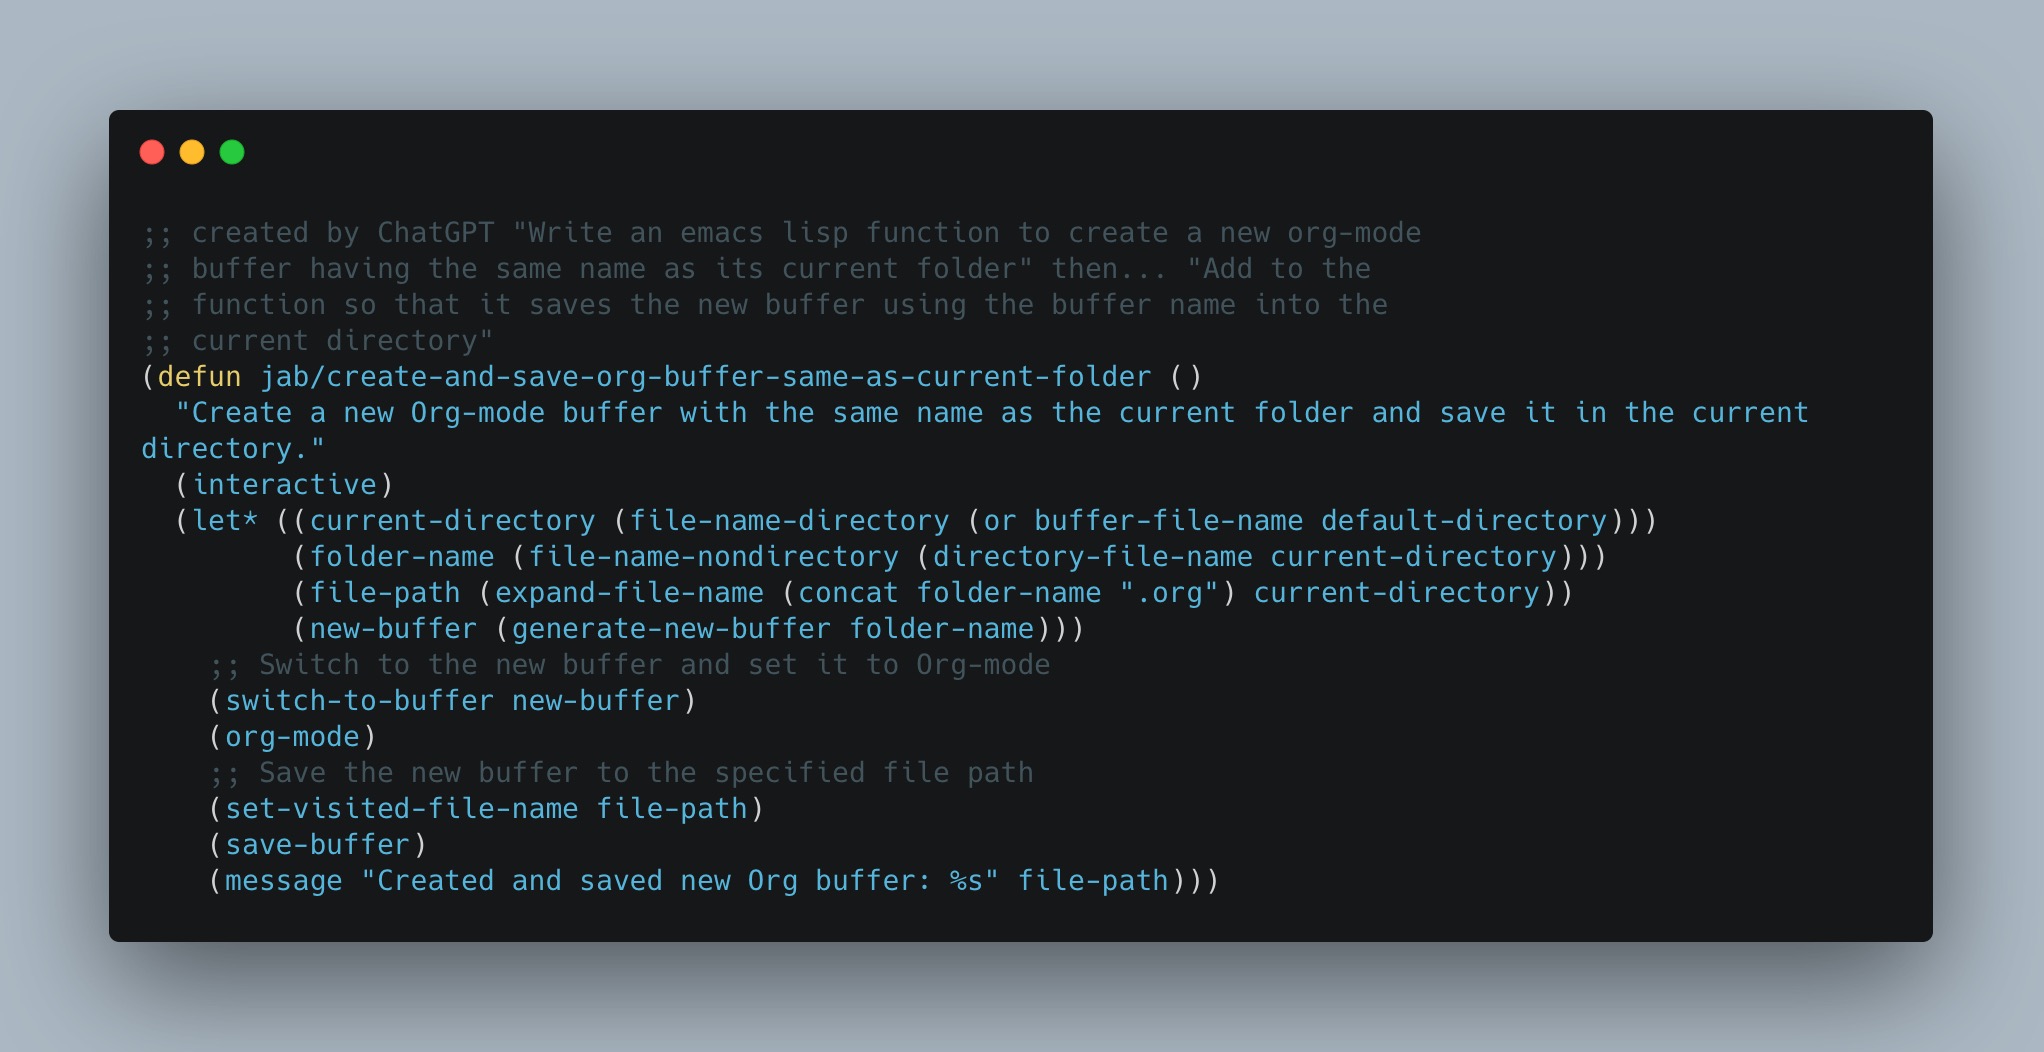 ;; created by ChatGPT "Write an emacs lisp function to create a new org-mode
;; buffer having the same name as its current folder" then... "Add to the
;; function so that it saves the new buffer using the buffer name into the
;; current directory"
(defun jab/create-and-save-org-buffer-same-as-current-folder ()
  "Create a new Org-mode buffer with the same name as the current folder and save it in the current
directory."
  (interactive)
  (let* ((current-directory (file-name-directory (or buffer-file-name default-directory)))
         (folder-name (file-name-nondirectory (directory-file-name current-directory)))
         (file-path (expand-file-name (concat folder-name ".org") current-directory))
         (new-buffer (generate-new-buffer folder-name)))
    ;; Switch to the new buffer and set it to Org-mode
    (switch-to-buffer new-buffer)
    (org-mode)
    ;; Save the new buffer to the specified file path
    (set-visited-file-name file-path)
    (save-buffer)
    (message "Created and saved new Org buffer: %s" file-path)))